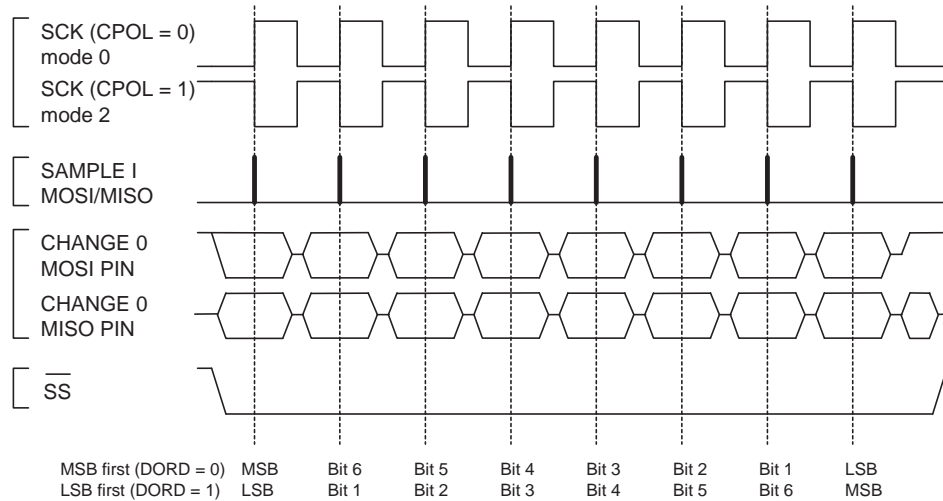 SCK (CPOL = 0)
mode 0
SCK (CPOL = 1)
mode 2
SAMPLE I
MOSI/MISO
CHANGE 0
MOSI PIN
CHANGE 0
MISO PIN
SS
MSB first (DORD = 0) MSB Bit 6 Bit 5 Bit 4 Bit 3 Bit 2 Bit 1 LSB
LSB first (DORD = 1) LSB Bit 1 Bit 2 Bit 3 Bit 4 Bit 5 Bit 6 MSB